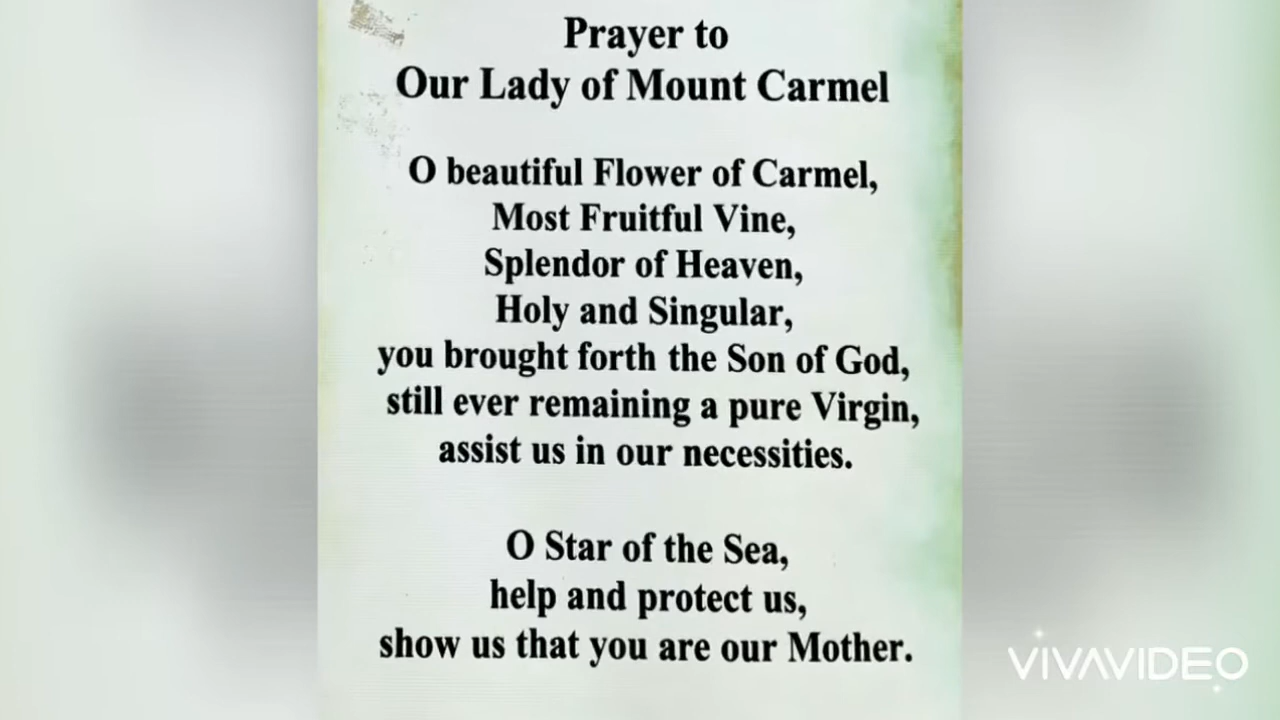 Prayer to
Our Lady of Mount Carmel
O beautiful Flower of Carmel,
Most Fruitful Vine,
Splendor of Heaven,
Holy and Singular,
you brought forth the Son of God,
still ever remaining a pure Virgin,
assist us in our necessities.
O Star of the Sea,
help and protect us,
show us that you are our Mother.
VIVAVIDEO